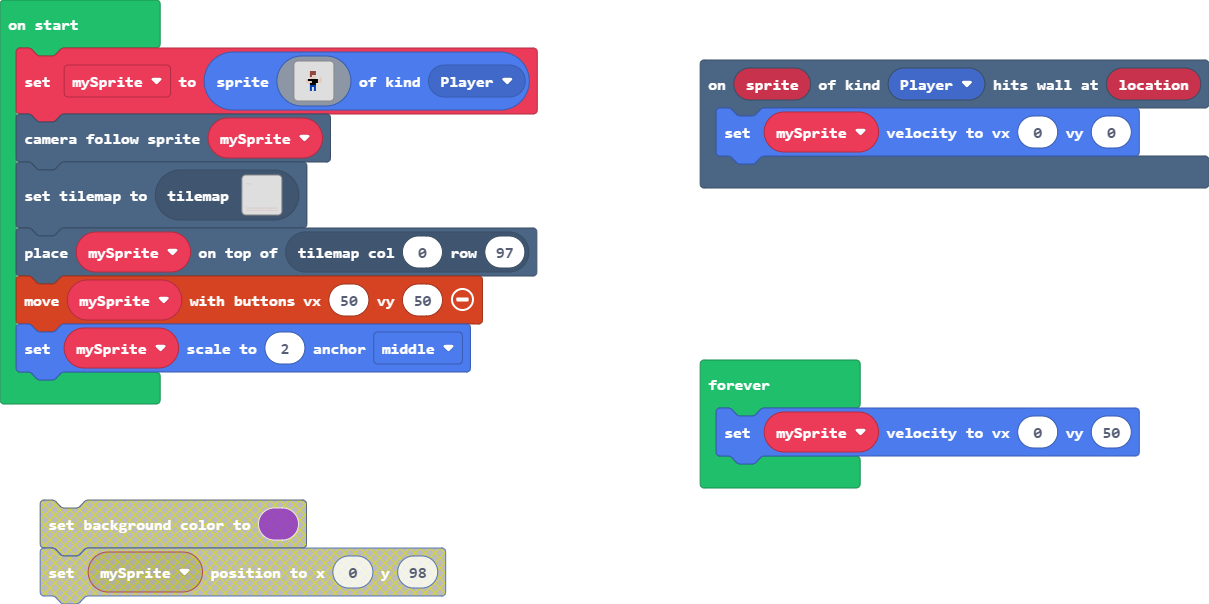 on start
set mySprite to sprite of kind Player
camera follow sprite mySprite
set tilemap to tilemap
place mySprite on top of tilemap col 0 row 97
move mySprite with buttons vx 50 vy 50
set mySprite scale to 2 anchor middle
on sprite of kind Player hits wall at location
set mySprite velocity to vx 0 vy 0
forever
set mySprite velocity to vx 0 vy 50
set background color to
set mySprite position to x 0 y 98